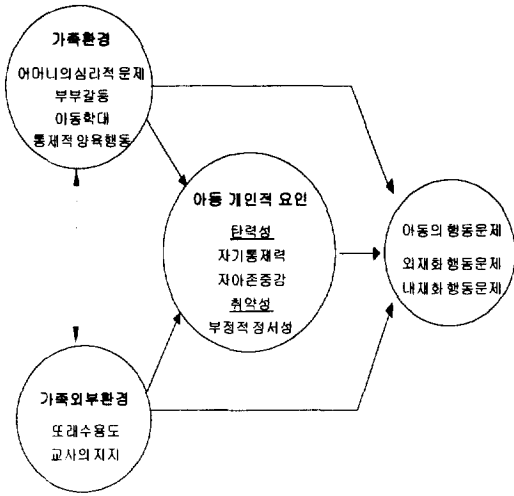 가족환경
어머니의심리적문제
부부갈등
아동학대
통제적양육행동
아동 개인적 요인
탄력성
자기통제력
자아존중감
취약성
부정적 정서성
아동의 행동문제
외재화 행동문제
내재화 행동문제
가족외부환경
또래수용도
교사의 지지